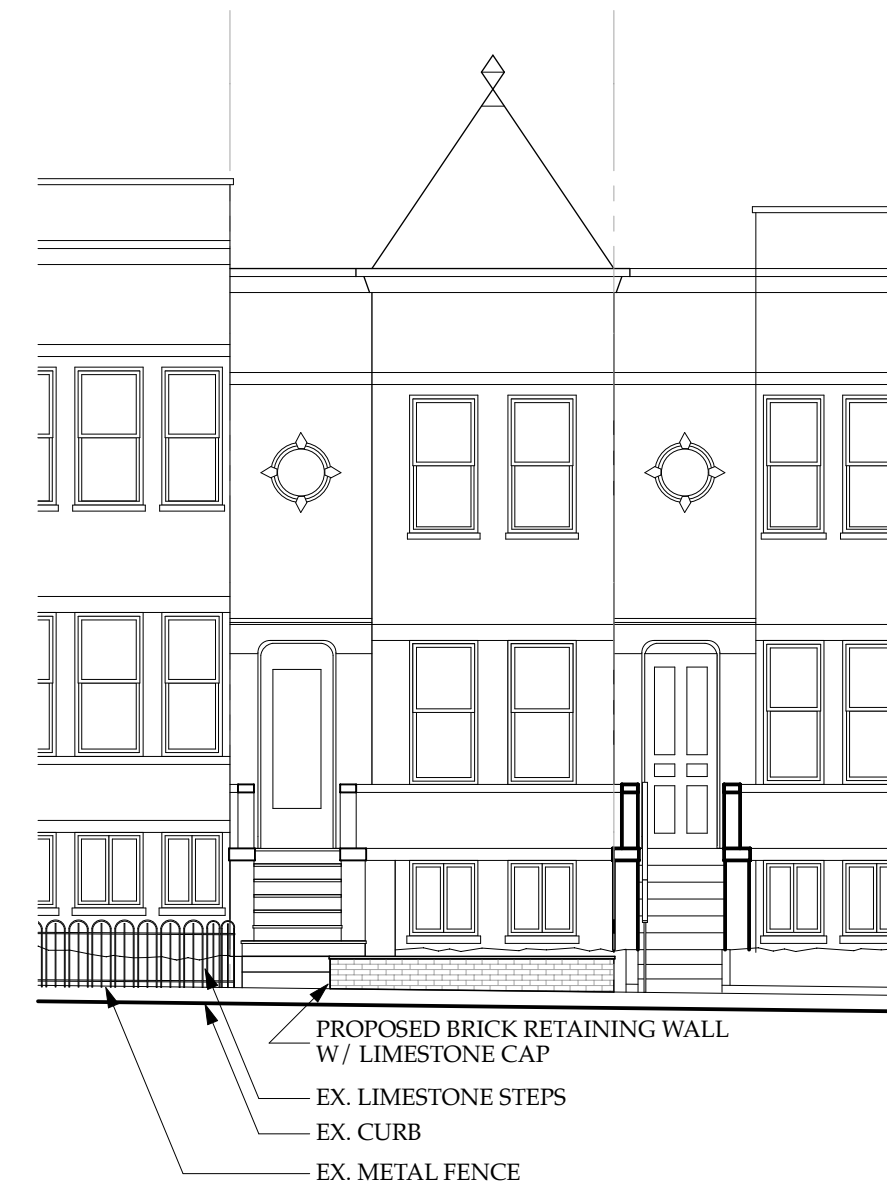 PROPOSED BRICK RETAINING WALL
W/ LIMESTONE CAP
EX. LIMESTONE STEPS
EX. CURB
EX. METAL FENCE